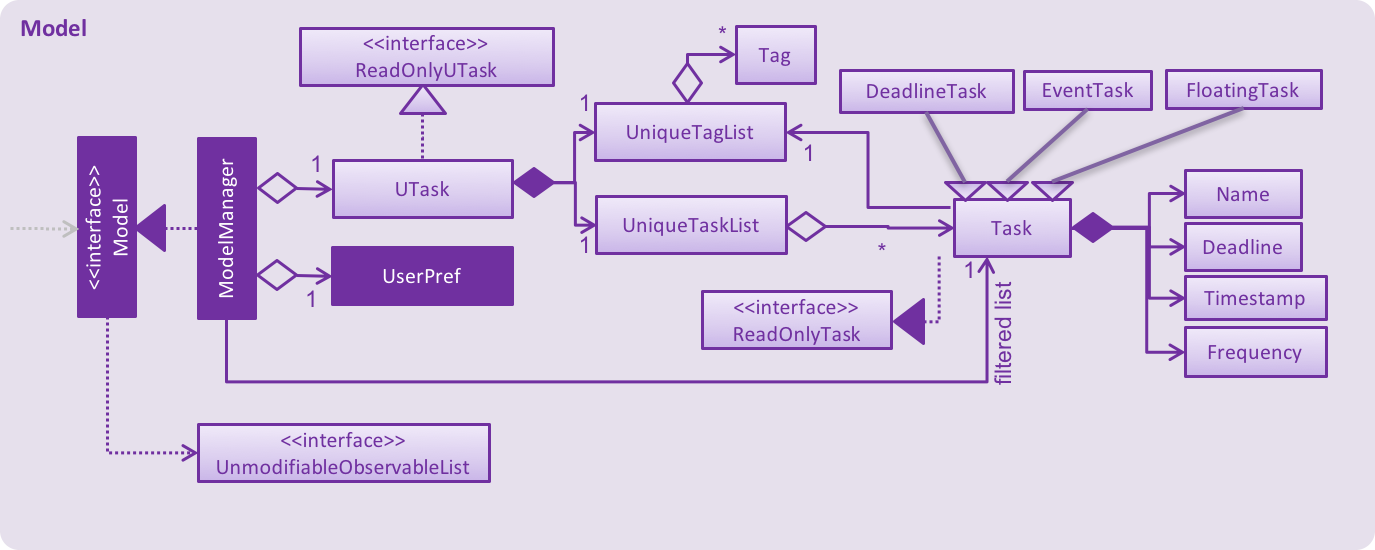 Model
<<interface>>
ReadOnlyUTask
*
Tag
DeadlineTask
EventTask
FloatingTask
1
UniqueTagList
1
<<interface>>
Model
ModelManager
1
UTask
UniqueTaskList
1
*
Task
Name
Deadline
Timestamp
Frequency
1
UserPref
1
filtered list
<<interface>>
ReadOnlyTask
<<interface>>
UnmodifiableObservableList